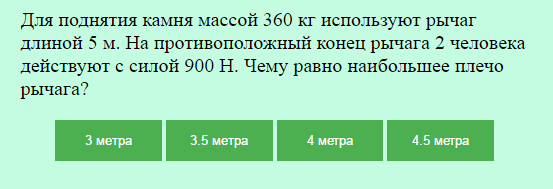 Для поднятия камня массой 360 кг используют рычаг
длиной 5 м. На противоположный конец рычага 2 человека
действуют с силой 900 Н. Чему равно наибольшее плечо
рычага?
3 метра 3.5 метра 4 метра 4.5 метра